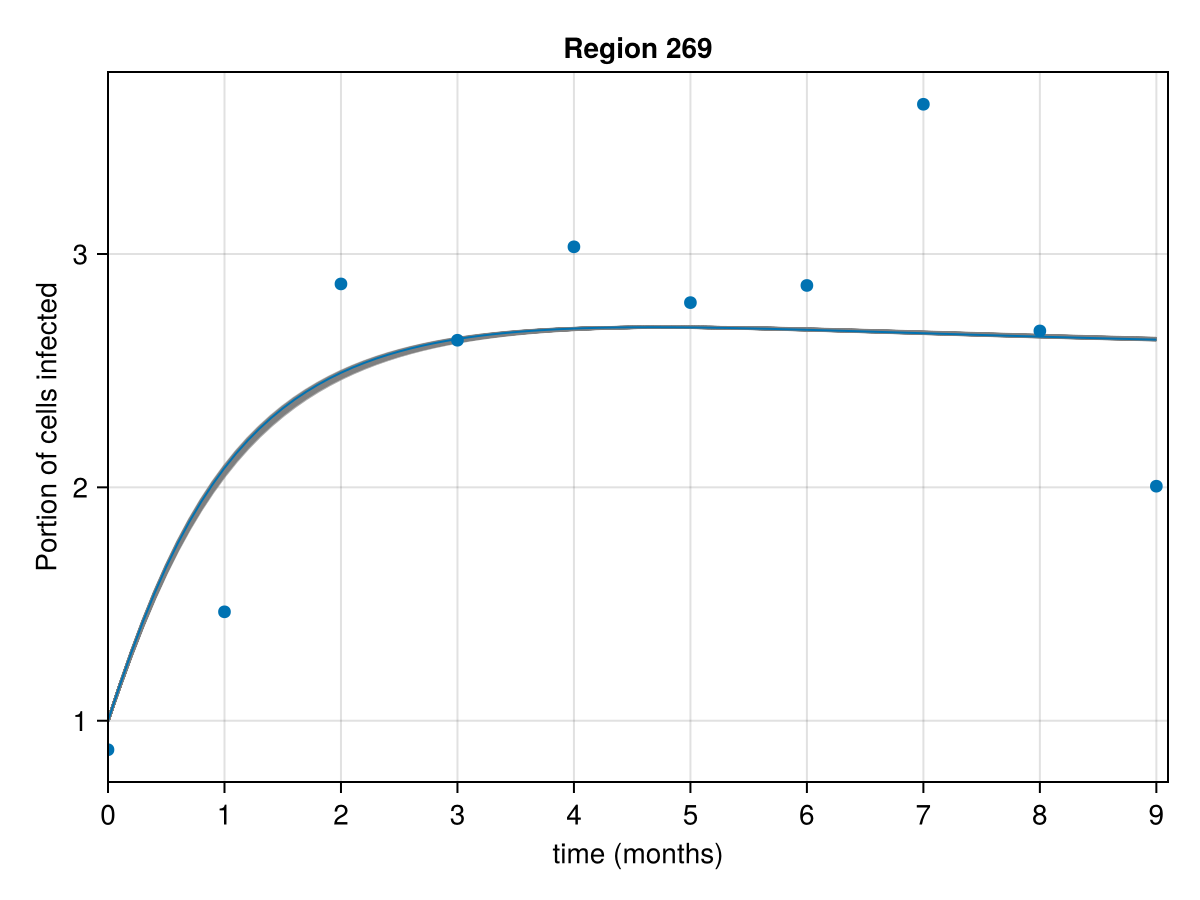 Region 269
Portion of cells infected
3
2
1
0 1 2 3 4 5 6 7 8 9
time (months)